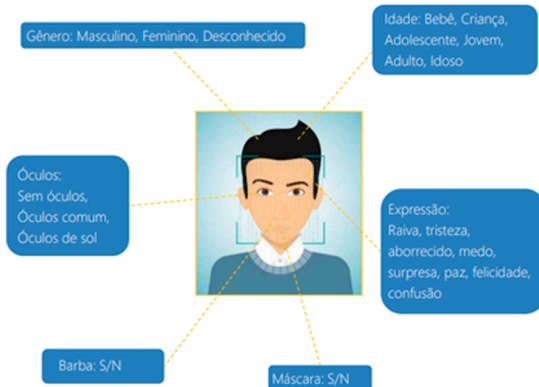 Gênero: Masculino, Feminino, Desconhecido
Idade: Bebê, Criança,
Adolescente, Jovem,
Adulto, Idoso
Óculos:
Sem óculos,
Óculos comum,
Óculos de sol
Expressão:
Raiva, tristeza,
aborrecido, medo,
surpresa, paz, felicidade,
confusão
Barba: S/N
Máscara: S/N